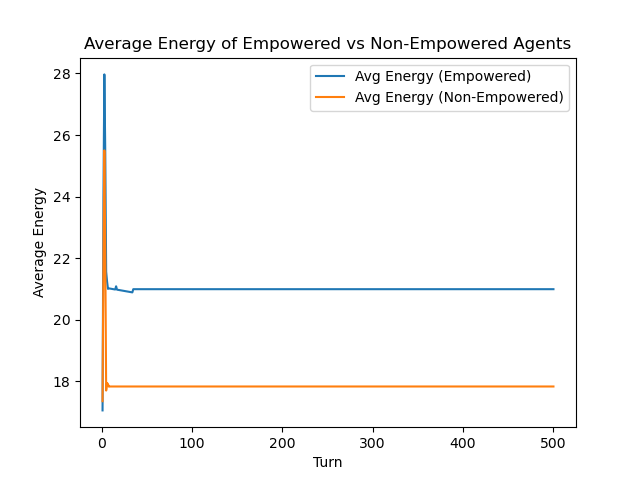 Average Energy of Empowered vs Non-Empowered Agents
Avg Energy (Empowered)
Avg Energy (Non-Empowered)
Average Energy
28
26
24
22
20
18
0 100 200 300 400 500
Turn